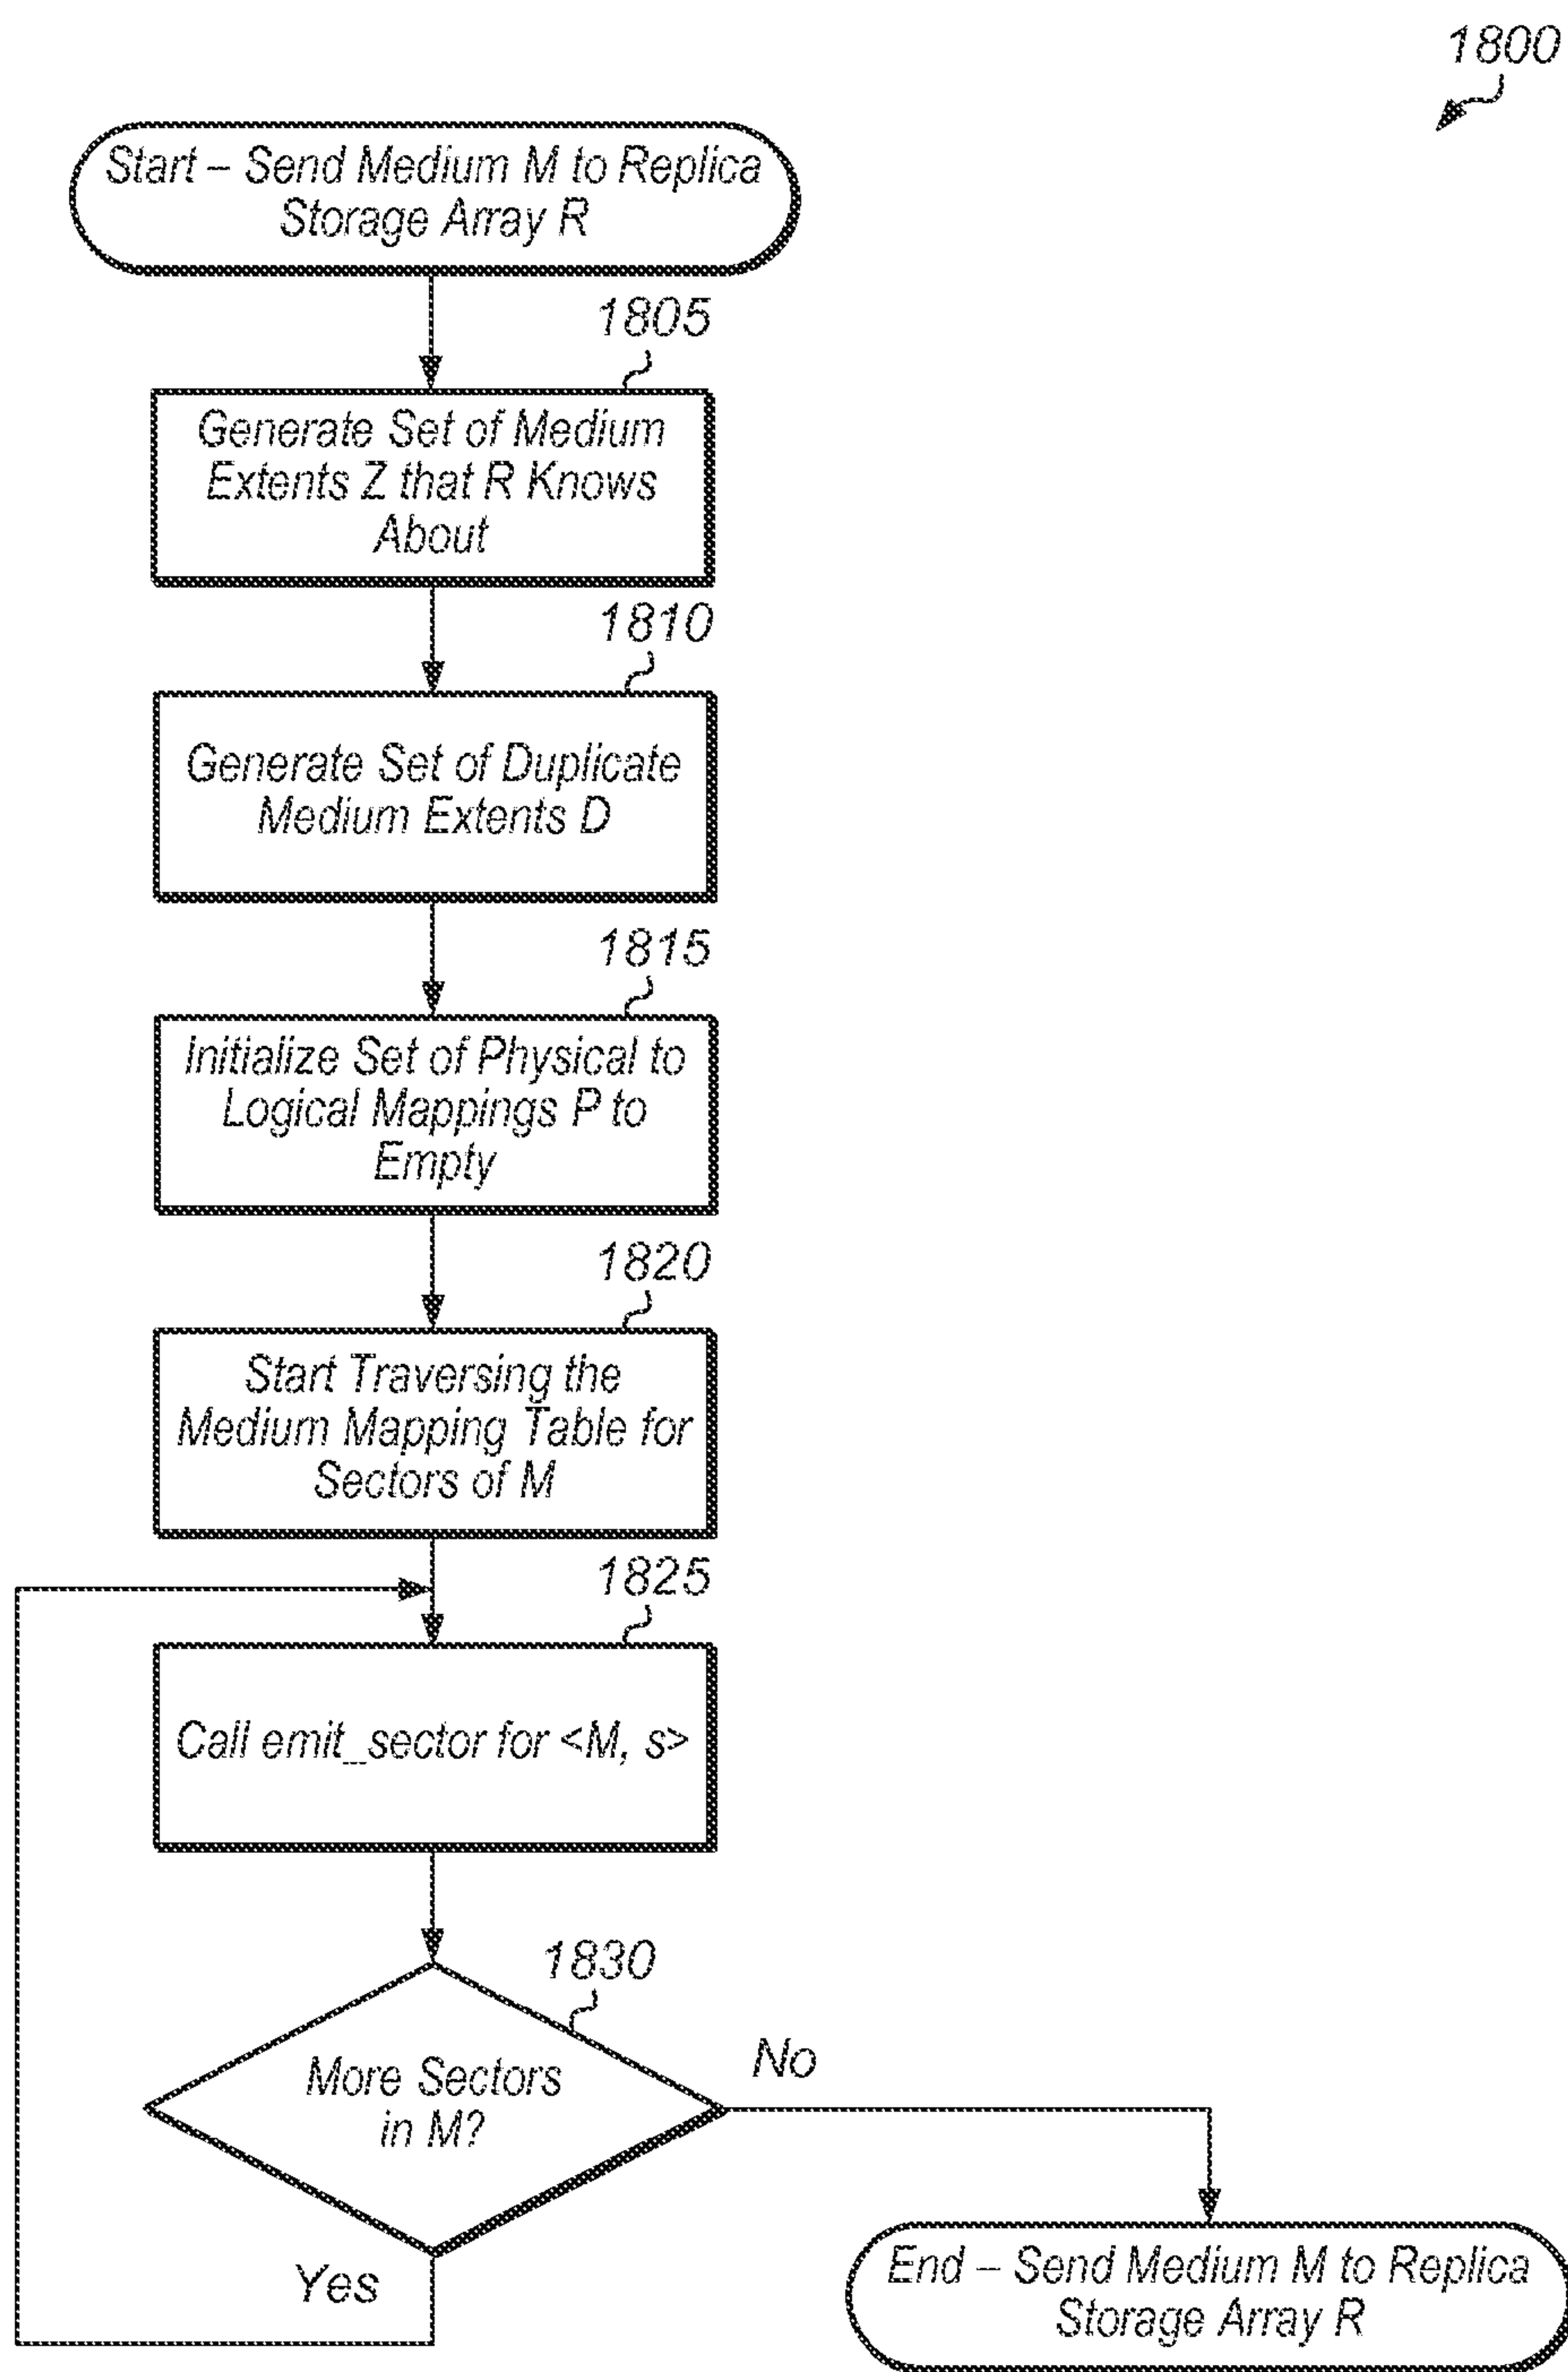 1800
Start – Send Medium M to Replica
Storage Array R
1805
Generate Set of Medium
Extents Z that R Knows
About
1810
Generate Set of Duplicate
Medium Extents D
1815
Initialize Set of Physical to
Logical Mappings P to
Empty
1820
Start Traversing the
Medium Mapping Table for
Sectors of M
1825
Call emit_sector for <M, s>
1830
More Sectors
in M?
No
Yes
End – Send Medium M to Replica
Storage Array R